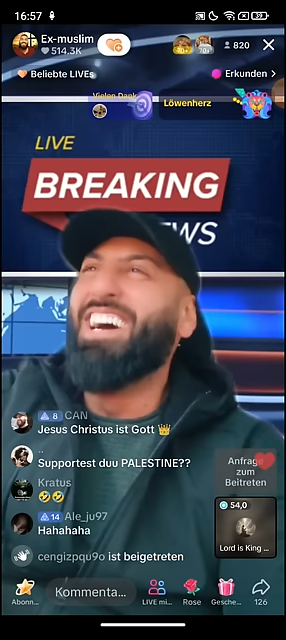 16:57
39
Ex-muslim
514.3K
820
Beliebte LIVEs
Erkunden
Vielen Dank
Löwenherz
LIVE
BREAKING
EWS
8 CAN
Jesus Christus ist Gott 👑
..
Supportest duu PALESTINE??
Kratus
🤣🤣
14 Ale_ju97
Hahahaha
cengizpqu9o ist beigetreten
Anfrage
zum
Beitreten
54,0
Lord is King ...
Kommenta...
Abonn...
LIVE mi...
Rose
Gesche...
126